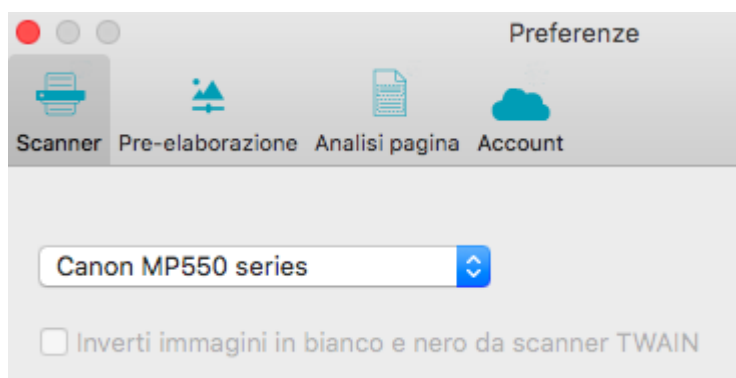 Preferenze
Scanner Pre-elaborazione Analisi pagina Account
Canon MP550 series
Inverti immagini in bianco e nero da scanner TWAIN